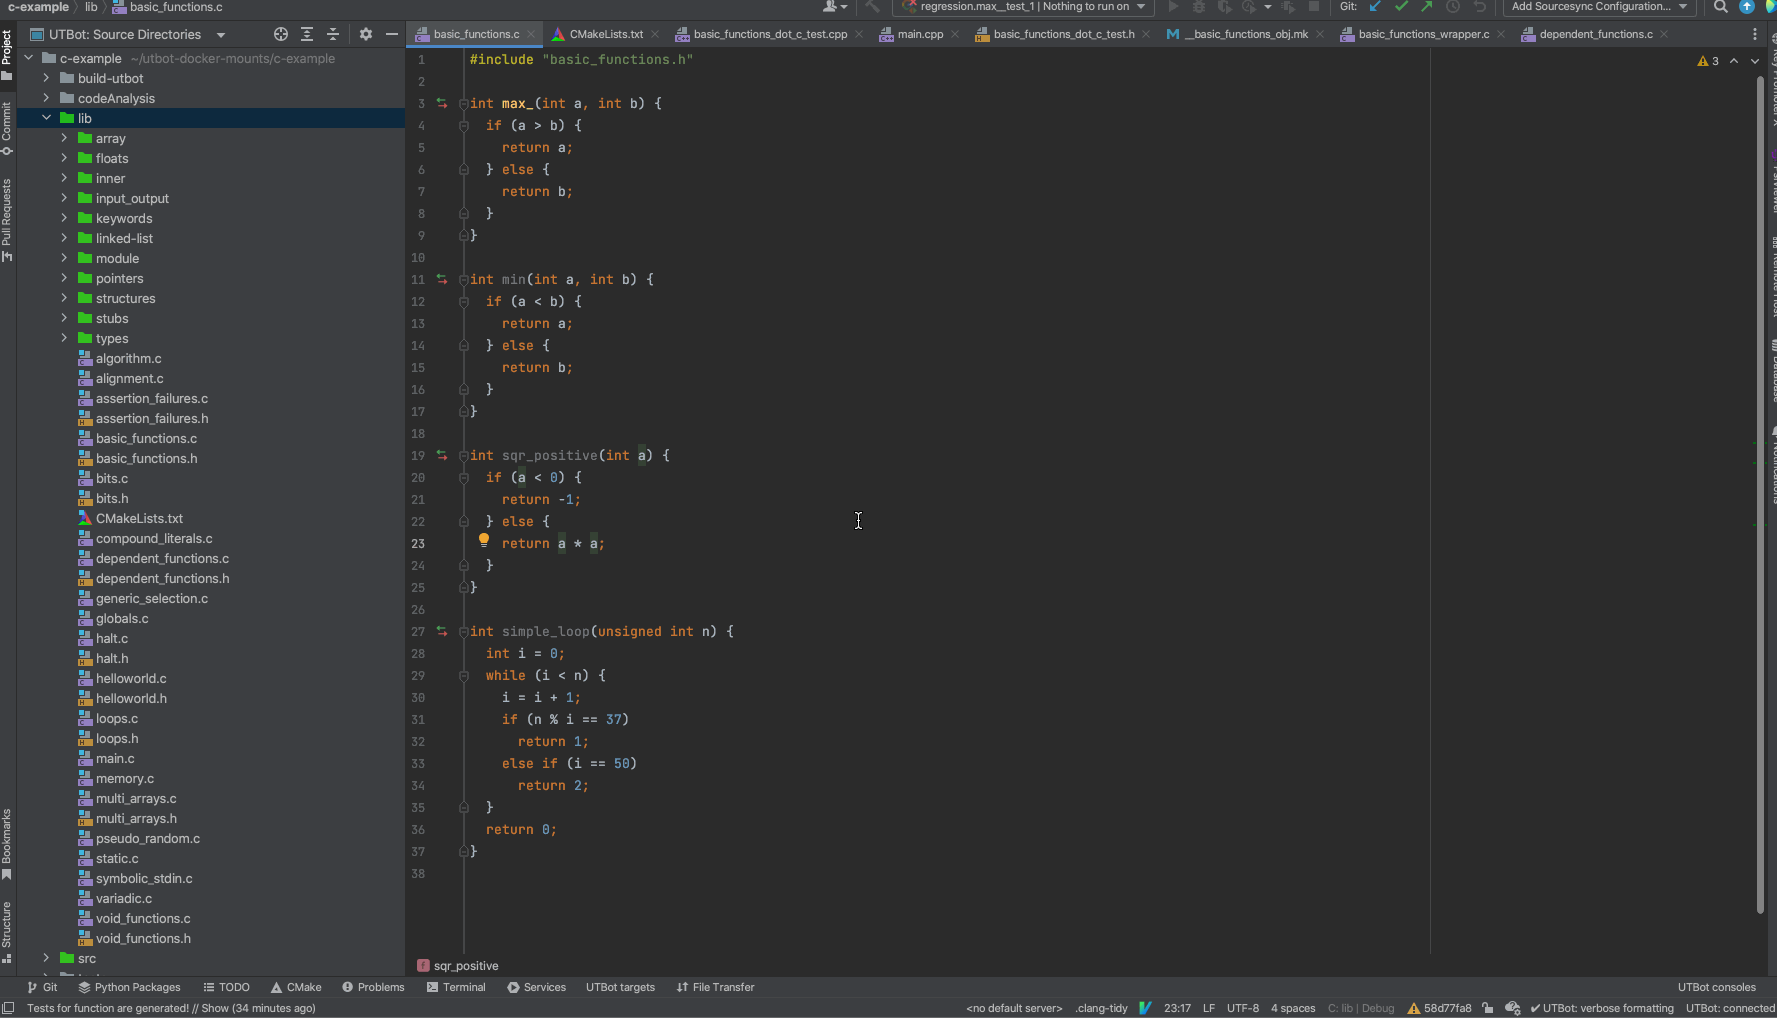 c-example › lib › basic_functions.c
regression.max__test_1 | Nothing to run on
Git:
Add Sourcesync Configuration...
Project
Commit
Pull Requests
Bookmarks
Structure
UTBot: Source Directories
c-example ~/utbot-docker-mounts/c-example
build-utbot
codeAnalysis
lib
array
floats
inner
input_output
keywords
linked-list
module
pointers
structures
stubs
types
algorithm.c
alignment.c
assertion_failures.c
assertion_failures.h
basic_functions.c
basic_functions.h
bits.c
bits.h
CMakeLists.txt
compound_literals.c
dependent_functions.c
dependent_functions.h
generic_selection.c
globals.c
halt.c
halt.h
helloworld.c
helloworld.h
loops.c
loops.h
main.c
memory.c
multi_arrays.c
multi_arrays.h
pseudo_random.c
static.c
symbolic_stdin.c
variadic.c
void_functions.c
void_functions.h
src
basic_functions.c
CMakeLists.txt
basic_functions_dot_c_test.cpp
main.cpp
basic_functions_dot_c_test.h
__basic_functions_obj.mk
basic_functions_wrapper.c
dependent_functions.c
3
1 #include "basic_functions.h"
2
3 int max_(int a, int b) {
4 if (a > b) {
5 return a;
6 } else {
7 return b;
8 }
9 }
10
11 int min(int a, int b) {
12 if (a < b) {
13 return a;
14 } else {
15 return b;
16 }
17 }
18
19 int sqr_positive(int a) {
20 if (a < 0) {
21 return -1;
22 } else {
23 return a * a;
24 }
25 }
26
27 int simple_loop(unsigned int n) {
28 int i = 0;
29 while (i < n) {
30 i = i + 1;
31 if (n % i == 37)
32 return 1;
33 else if (i == 50)
34 return 2;
35 }
36 return 0;
37 }
38
sqr_positive
Database
Notifications
Git
Python Packages
TODO
CMake
Problems
Terminal
Services
UTBot targets
File Transfer
UTBot consoles
Tests for function are generated! // Show (34 minutes ago)
<no default server>
.clang-tidy
23:17
LF
UTF-8
4 spaces
C: lib | Debug
58d77fa8
UTBot: verbose formatting
UTBot: connected